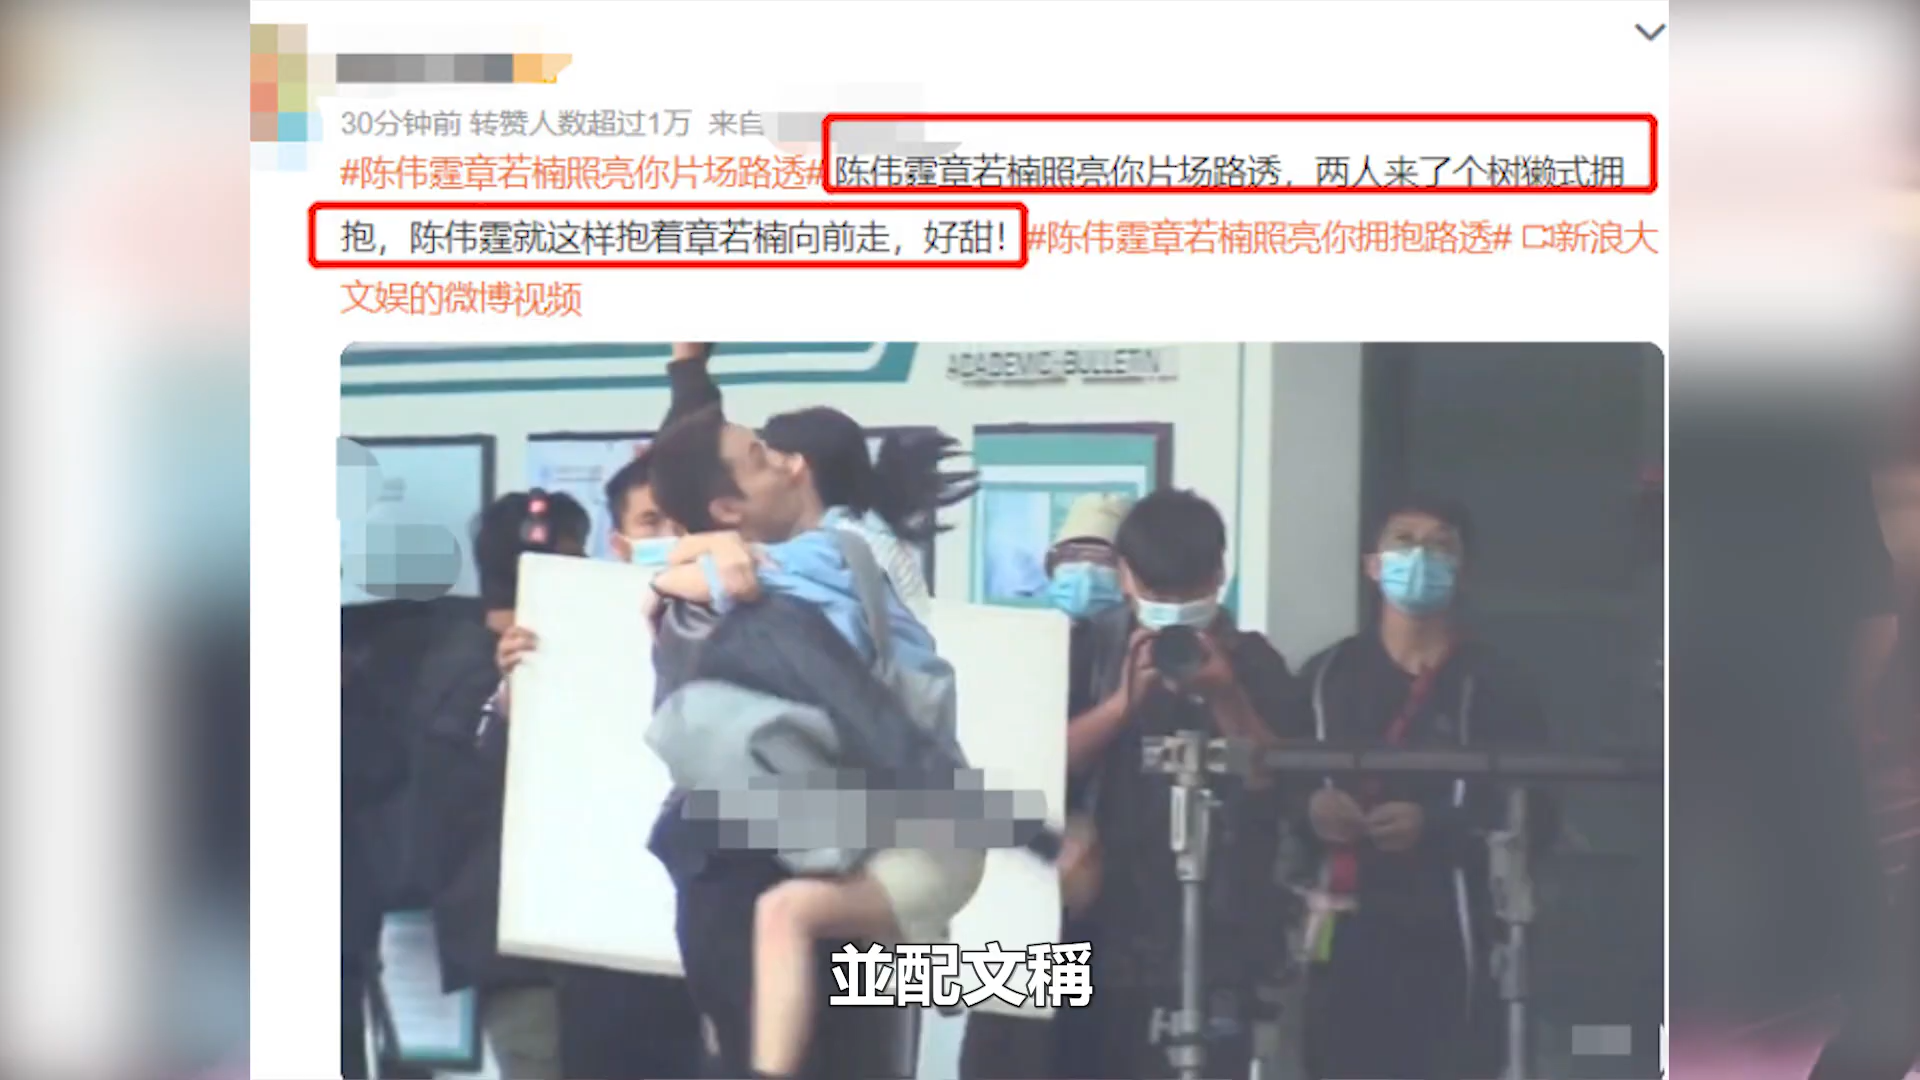 30分钟前 转赞人数超过1万 来自
#陈伟霆章若楠照亮你片场路透# 陈伟霆章若楠照亮你片场路透，两人来了个树獭式拥
抱，陈伟霆就这样抱着章若楠向前走，好甜！#陈伟霆章若楠照亮你拥抱路透# 新浪大
文娱的微博视频
ACADEMIC BULLETIN
並配文稱